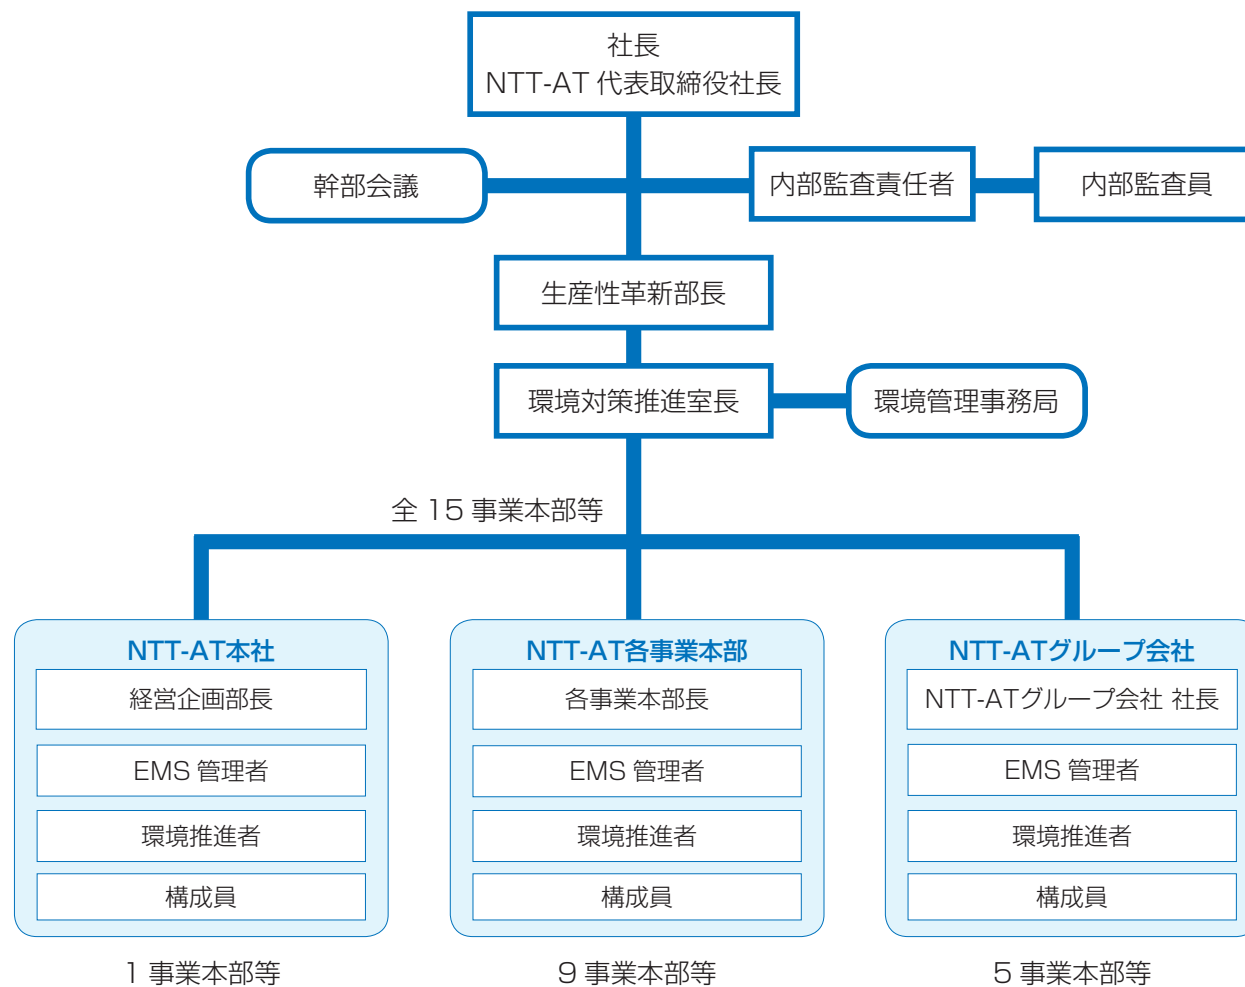 社長
NTT-AT 代表取締役社長
幹部会議
内部監査責任者
内部監査員
生産性革新部長
環境対策推進室長
環境管理事務局
全 15 事業本部等
NTT-AT本社
経営企画部長
EMS 管理者
環境推進者
構成員
1 事業本部等
NTT-AT各事業本部
各事業本部長
EMS 管理者
環境推進者
構成員
9 事業本部等
NTT-ATグループ会社
NTT-ATグループ会社 社長
EMS 管理者
環境推進者
構成員
5 事業本部等